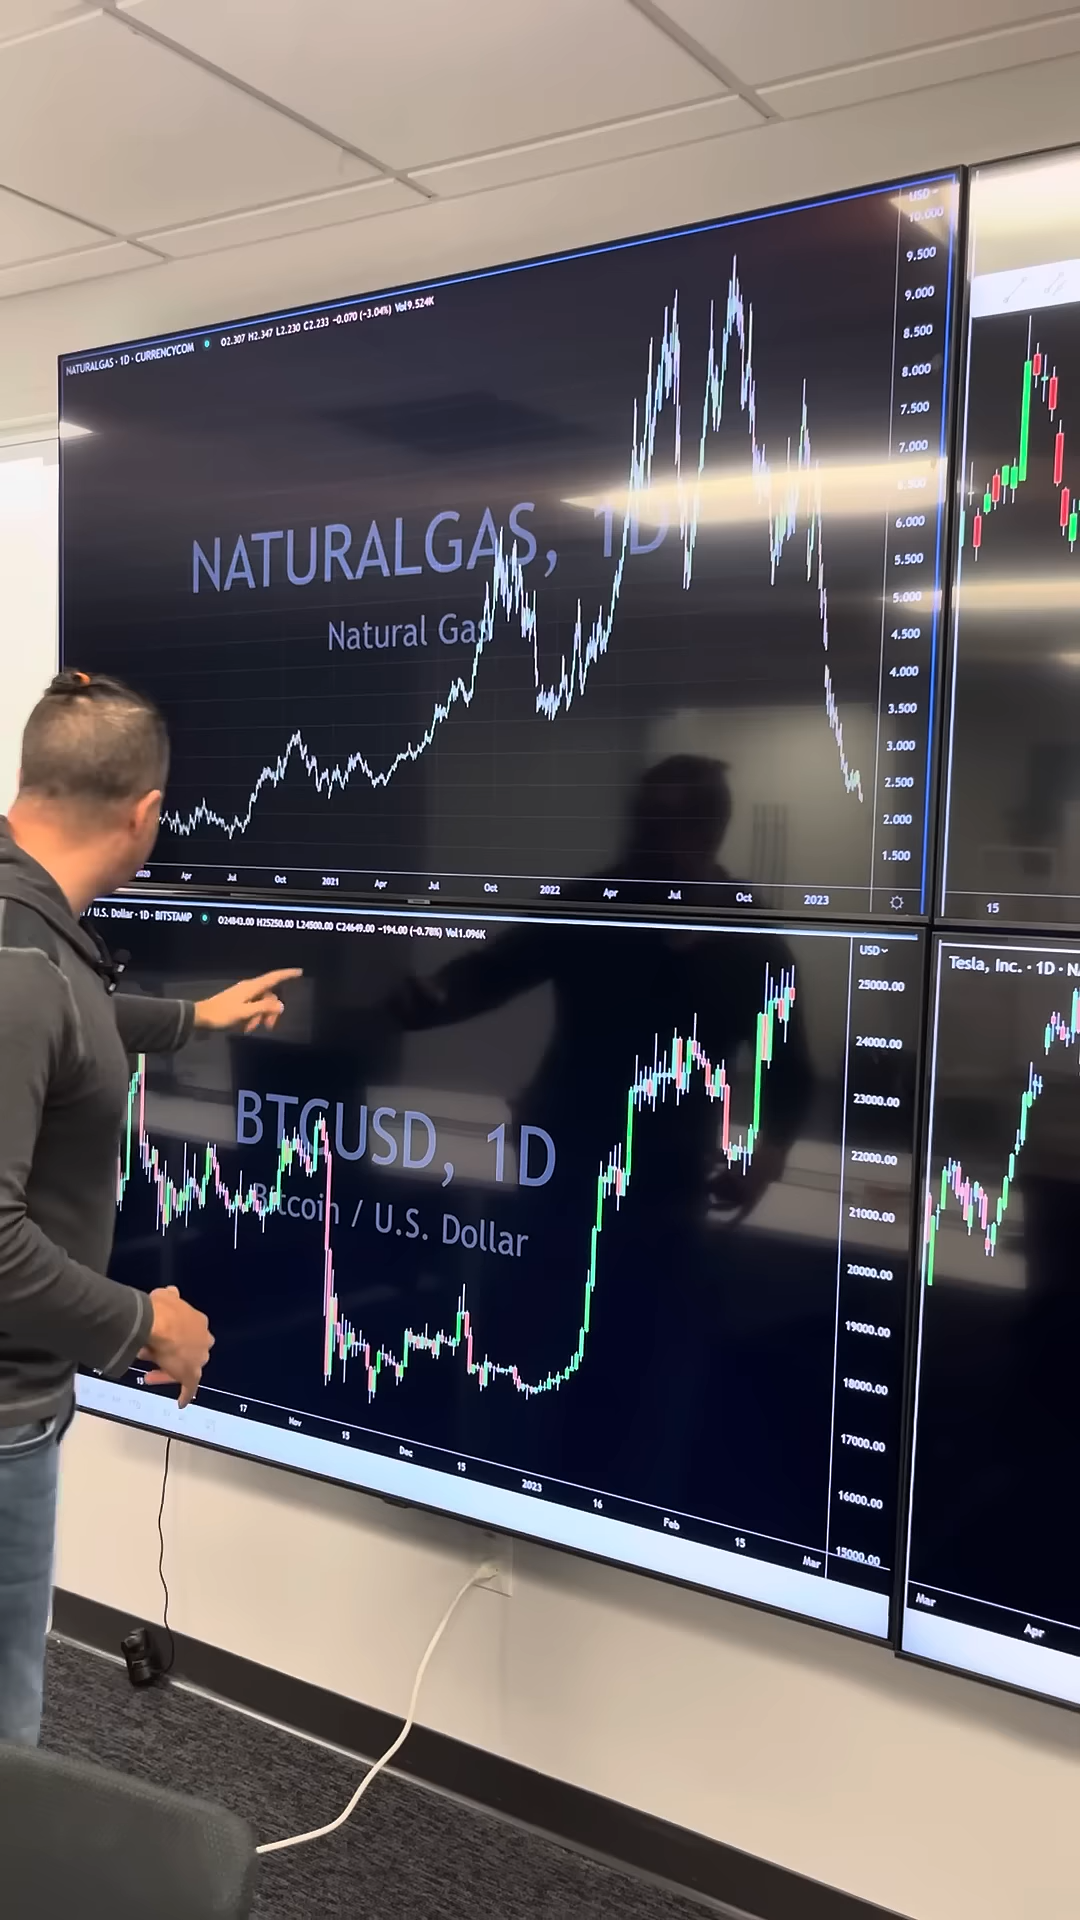 NATURALGAS · 1D · CURRENCYCOM O2.307 H2.347 L2.230 C2.233 −0.070 (−3.04%) Vol9.524K
USD
10.000
9.500
9.000
8.500
8.000
7.500
7.000
6.500
6.000
5.500
5.000
4.500
4.000
3.500
3.000
2.500
2.000
1.500
NATURALGAS, 1D
Natural Gas
2020 Apr Jul Oct 2021 Apr Jul Oct 2022 Apr Jul Oct 2023
15
/ U.S. Dollar · 1D · BITSTAMP O24843.00 H25250.00 L24500.00 C24649.00 −194.00 (−0.78%) Vol1.096K
USD
25000.00
24000.00
23000.00
22000.00
21000.00
20000.00
19000.00
18000.00
17000.00
16000.00
15000.00
BTCUSD, 1D
Bitcoin / U.S. Dollar
17 Nov 15 Dec 15 2023 16 Feb 15 Mar
Tesla, Inc. · 1D · NA
Mar Apr